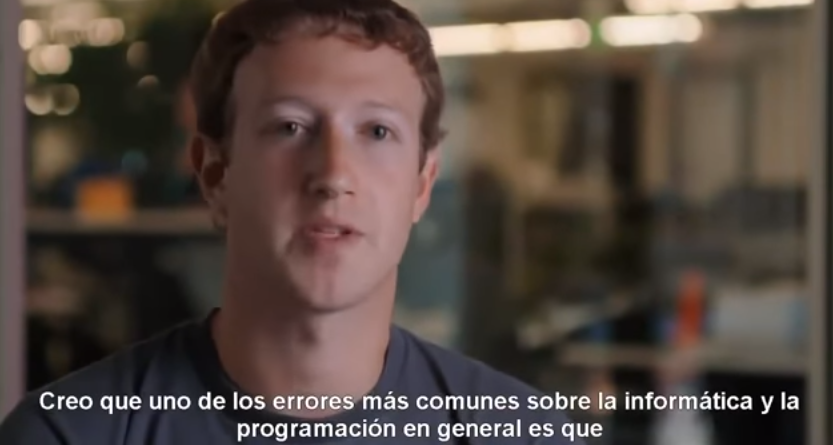 Creo que uno de los errores más comunes sobre la informática y la
programación en general es que